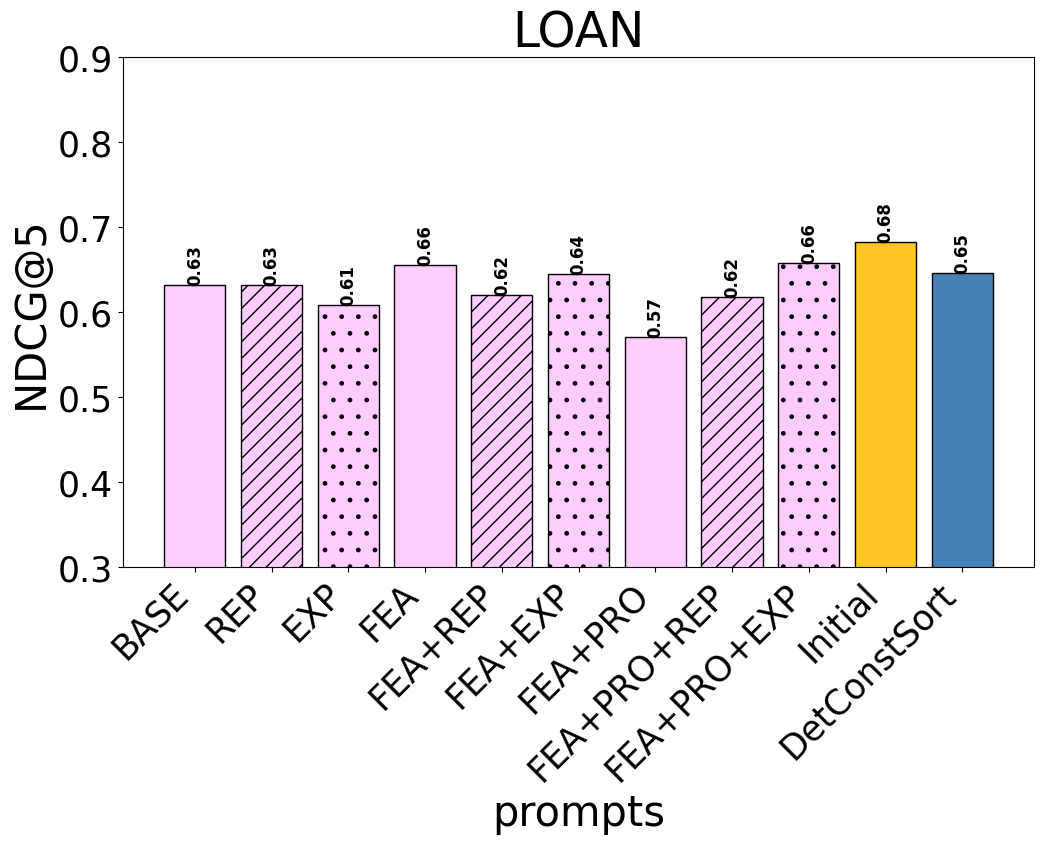 LOAN
NDCG@5
0.9
0.8
0.7
0.6
0.5
0.4
0.3
0.63
0.63
0.61
0.66
0.62
0.64
0.57
0.62
0.66
0.68
0.65
BASE
REP
EXP
FEA
FEA+REP
FEA+EXP
FEA+PRO
FEA+PRO+REP
FEA+PRO+EXP
Initial
DetConstSort
prompts